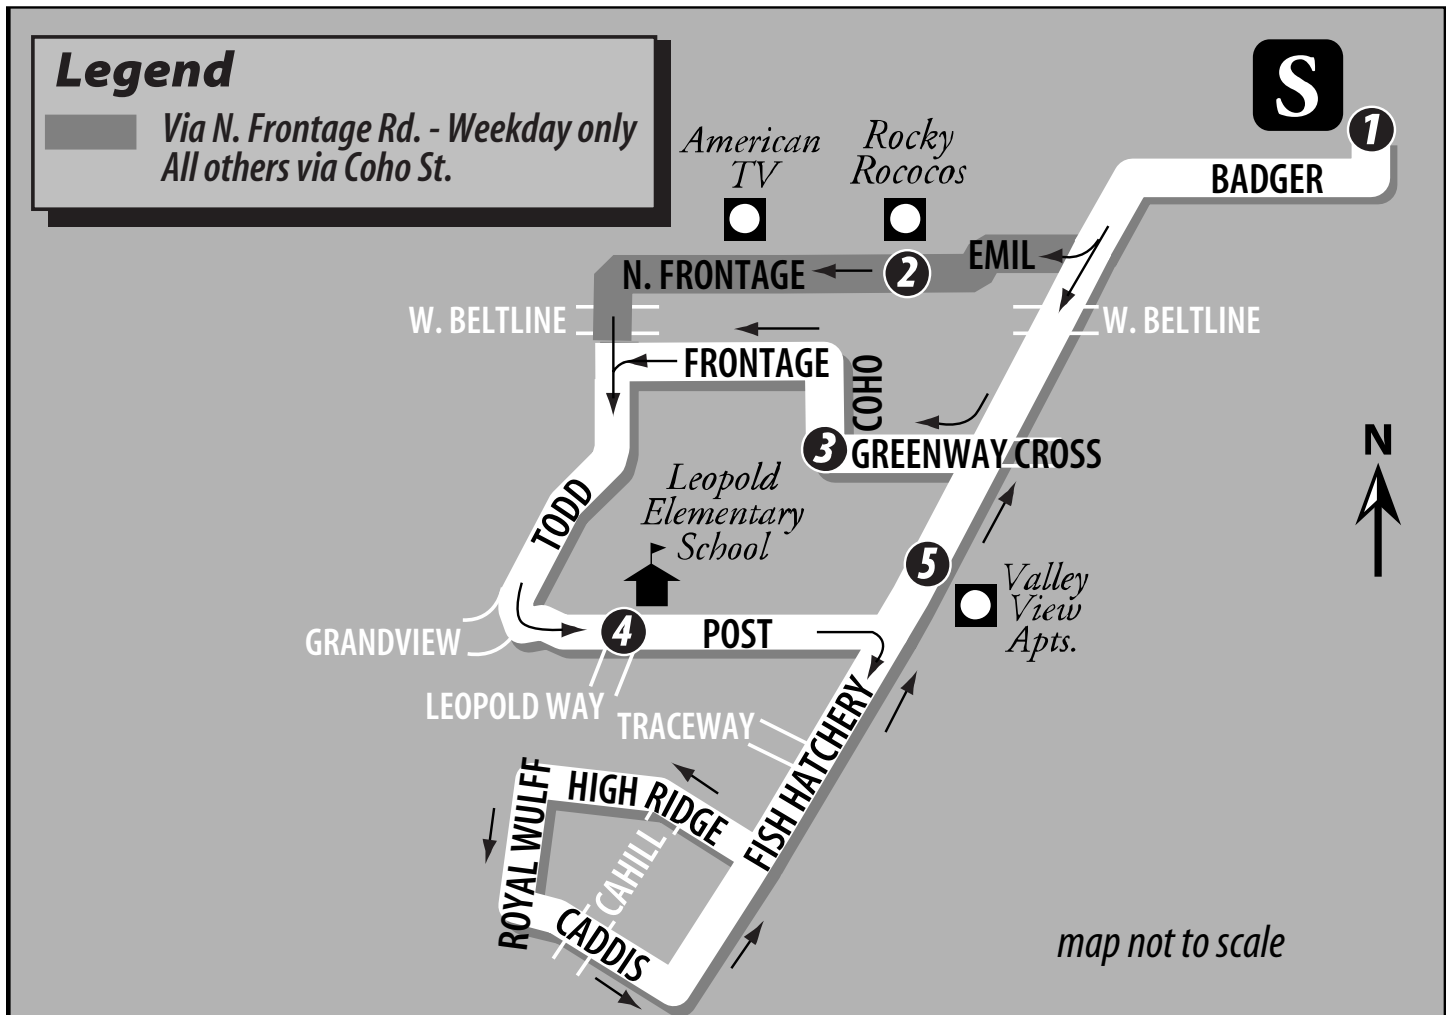 Legend
Via N. Frontage Rd. - Weekday only
All others via Coho St.
S
1
BADGER
American
TV
Rocky
Rococos
EMIL
N. FRONTAGE
2
W. BELTLINE
W. BELTLINE
FRONTAGE
COHO
3
GREENWAY CROSS
N
TODD
Leopold
Elementary
School
5
Valley
View
Apts.
GRANDVIEW
4
POST
LEOPOLD WAY
TRACEWAY
FISH HATCHERY
HIGH RIDGE
ROYAL WULFF
CAHILL
CADDIS
map not to scale